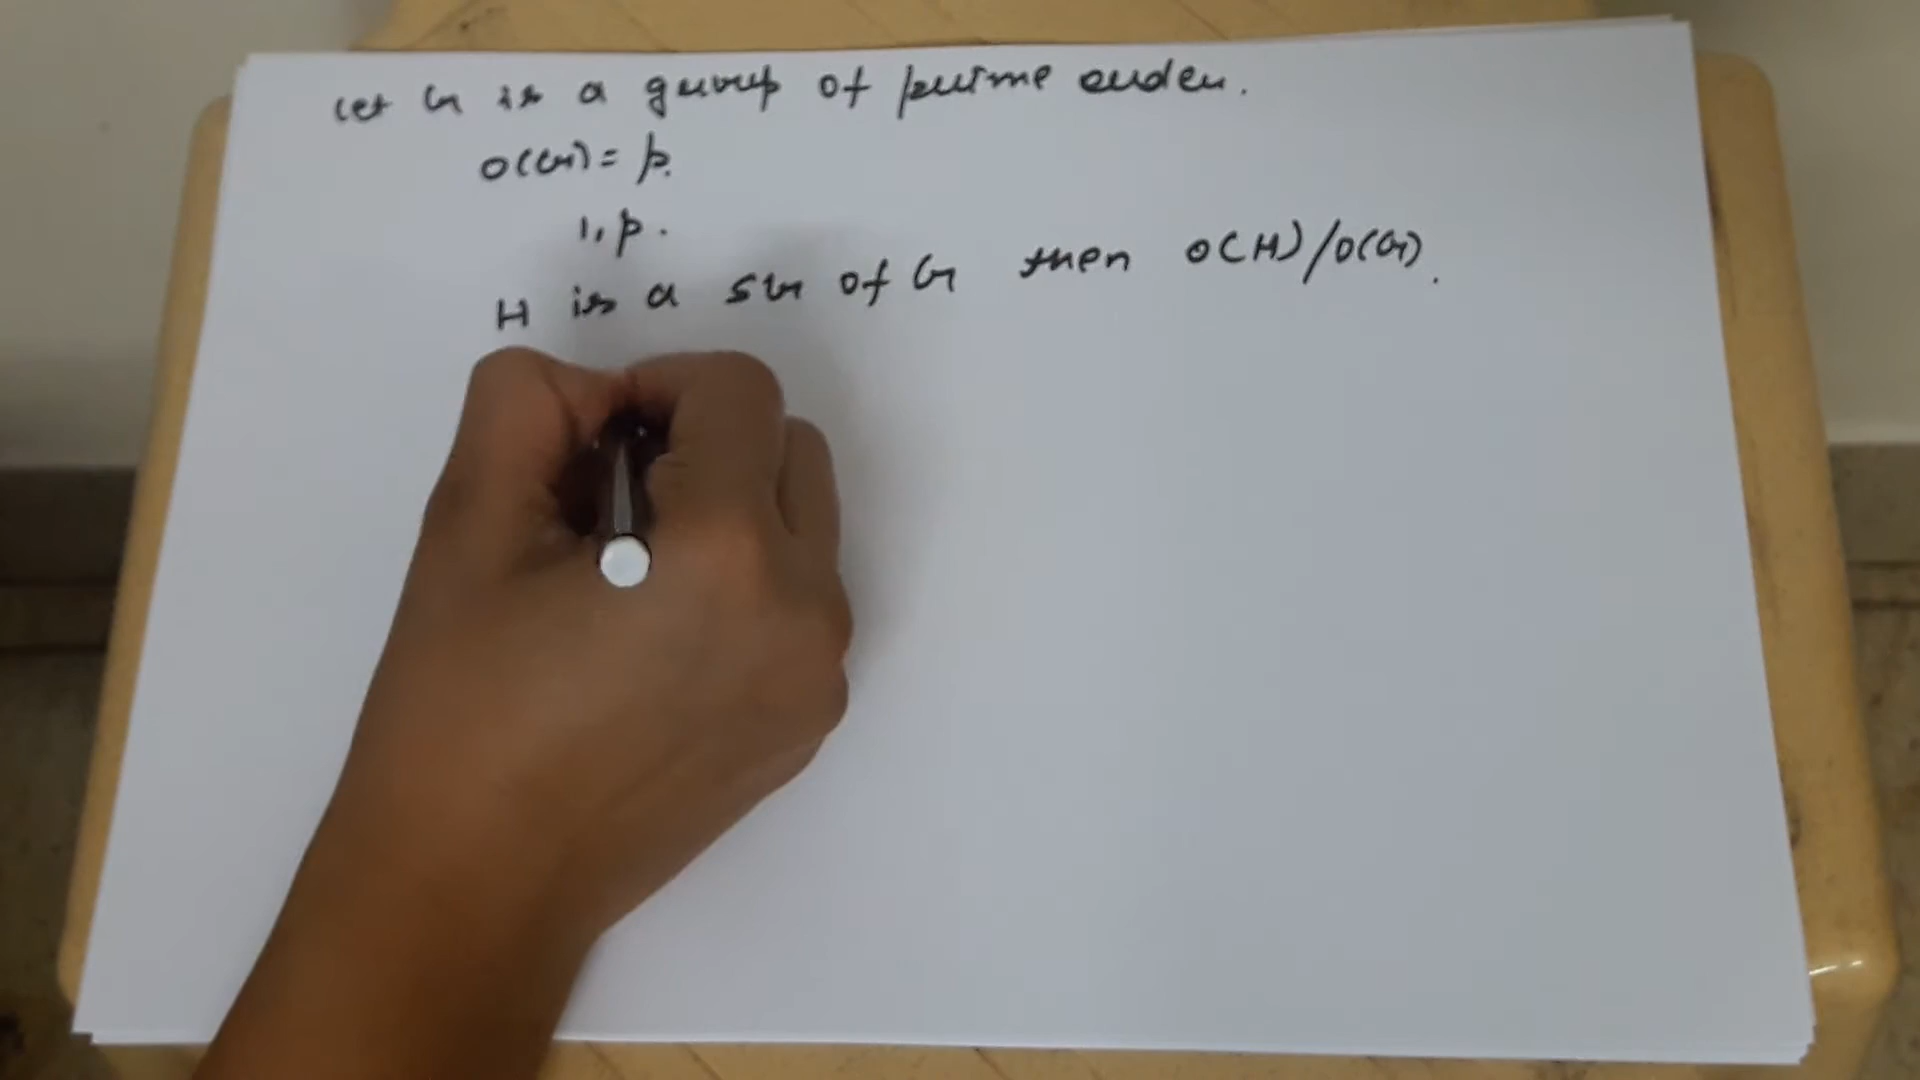 Let G is a group of prime order.
O(G) = p.
1, p.
H is a SG of G then O(H)/O(G).